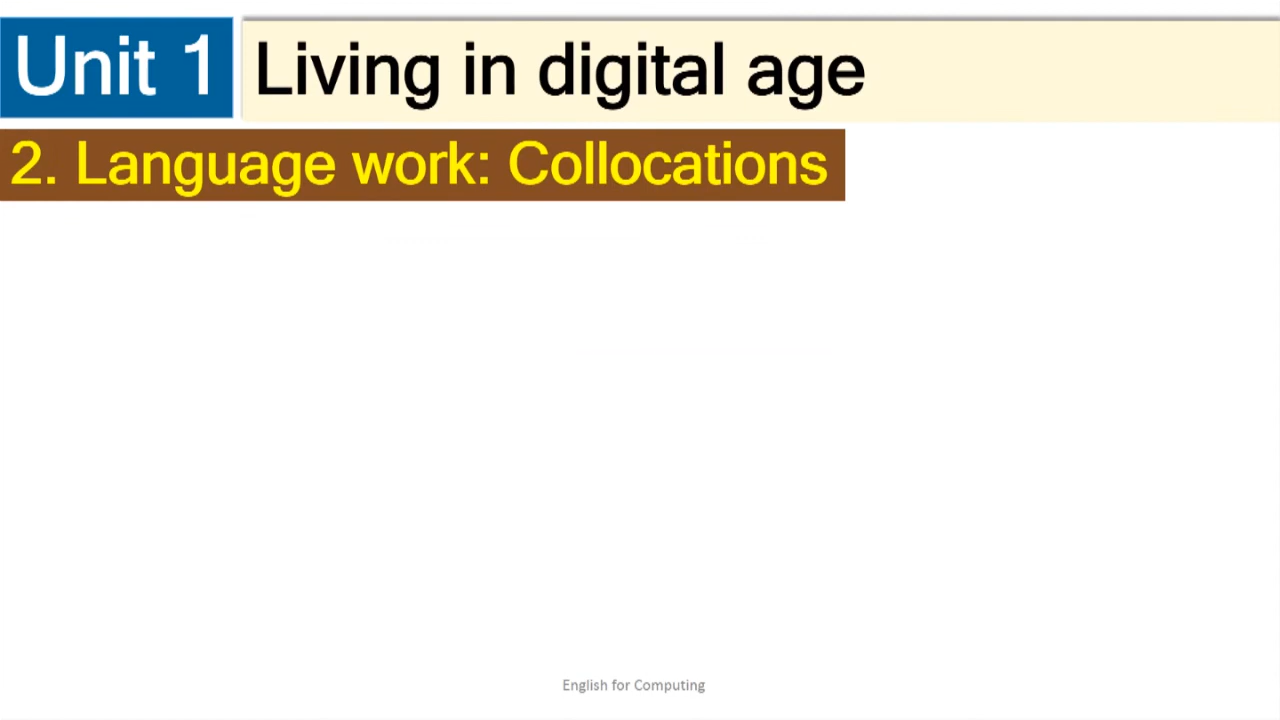 Unit 1 Living in digital age
2. Language work: Collocations
English for Computing